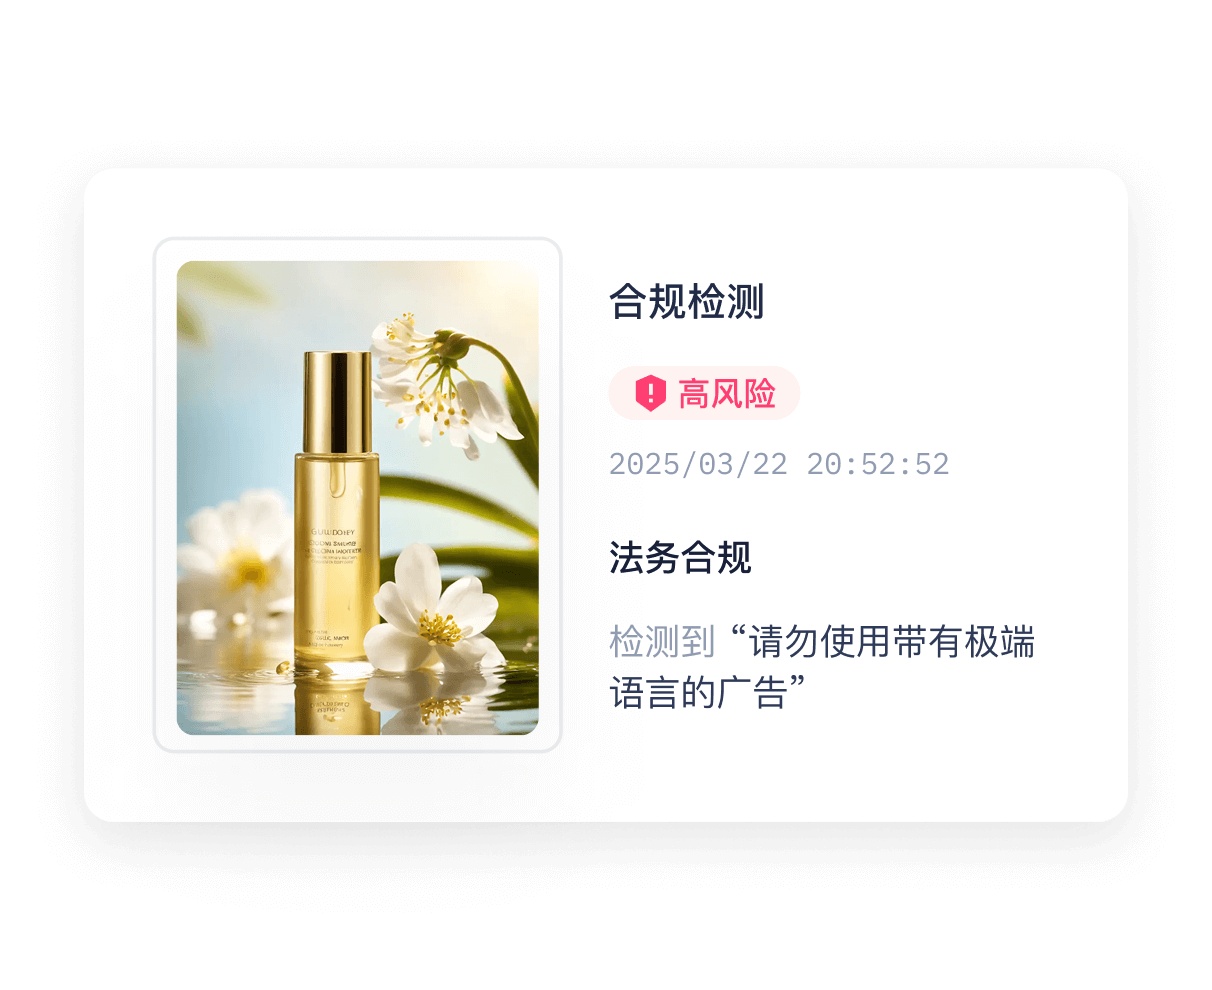 合规检测
高风险
2025/03/22 20:52:52
法务合规
检测到 “请勿使用带有极端
语言的广告”